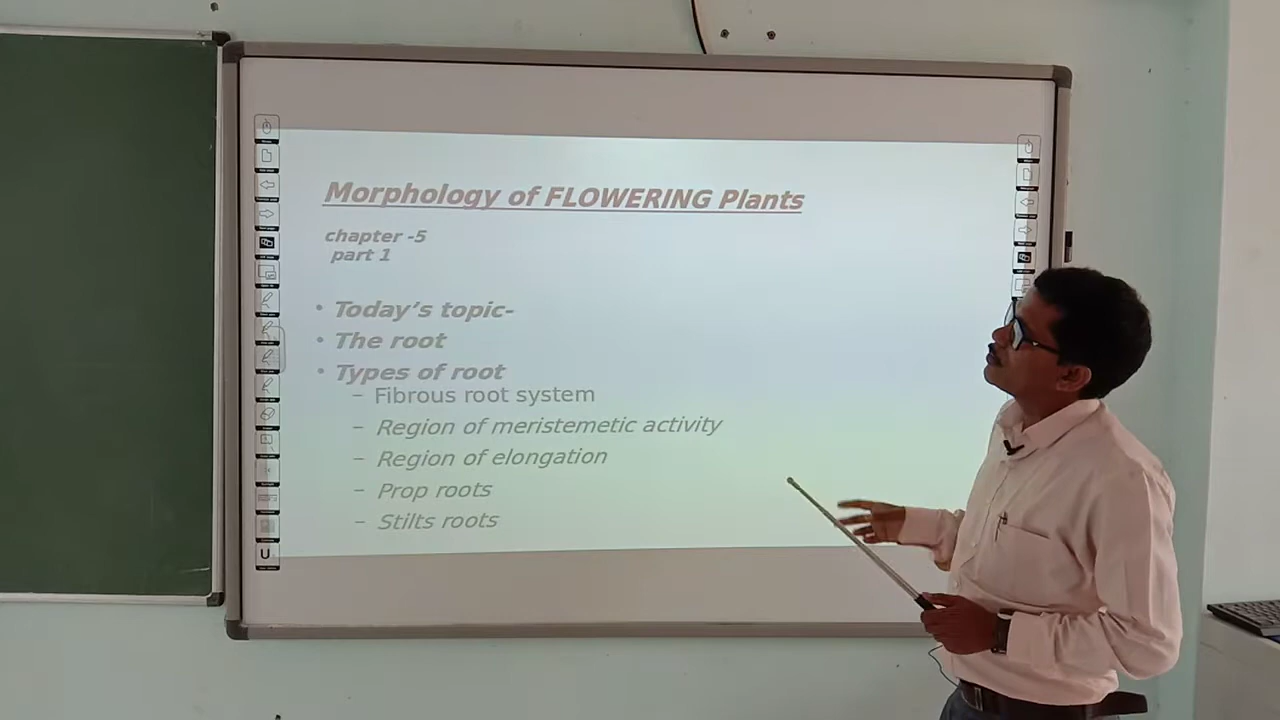 Morphology of FLOWERING Plants
chapter -5
part 1
• Today's topic-
• The root
• Types of root
– Fibrous root system
– Region of meristemetic activity
– Region of elongation
– Prop roots
– Stilts roots